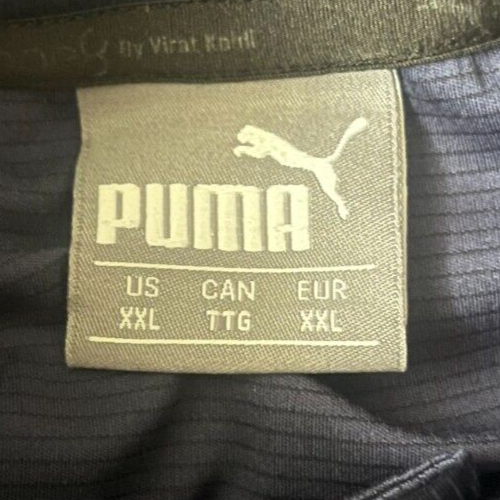 By Virat Kohli
PUMA
US CAN EUR
XXL TTG XXL